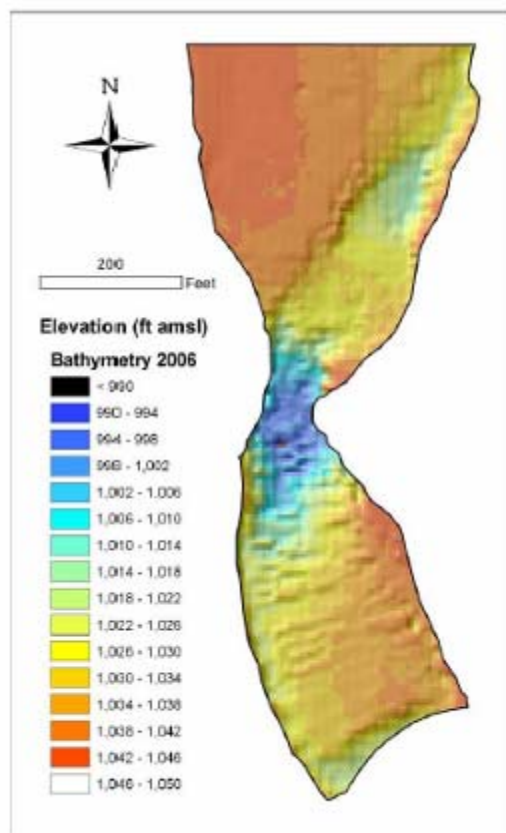 N
200
Feet
Elevation (ft amsl)
Bathymetry 2006
< 990
990 - 994
994 - 998
998 - 1,002
1,002 - 1,006
1,006 - 1,010
1,010 - 1,014
1,014 - 1,018
1,018 - 1,022
1,022 - 1,026
1,026 - 1,030
1,030 - 1,034
1,034 - 1,038
1,038 - 1,042
1,042 - 1,046
1,046 - 1,050